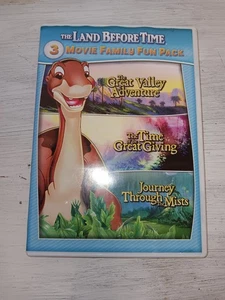 THE LAND BEFORE TIME
3 MOVIE FAMILY FUN PACK
The Great Valley
Adventure
The Time
of Great Giving
Journey
Through the Mists